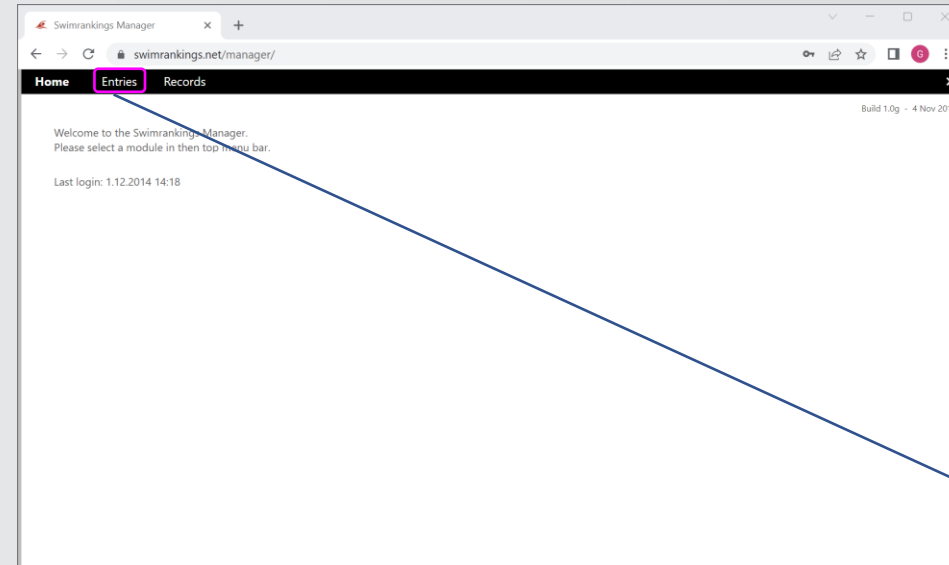 Swimrankings Manager
swimrankings.net/manager/
G
Home Entries Records
Build 1.0g - 4 Nov 201
Welcome to the Swimrankings Manager.
Please select a module in then top menu bar.
Last login: 1.12.2014 14:18